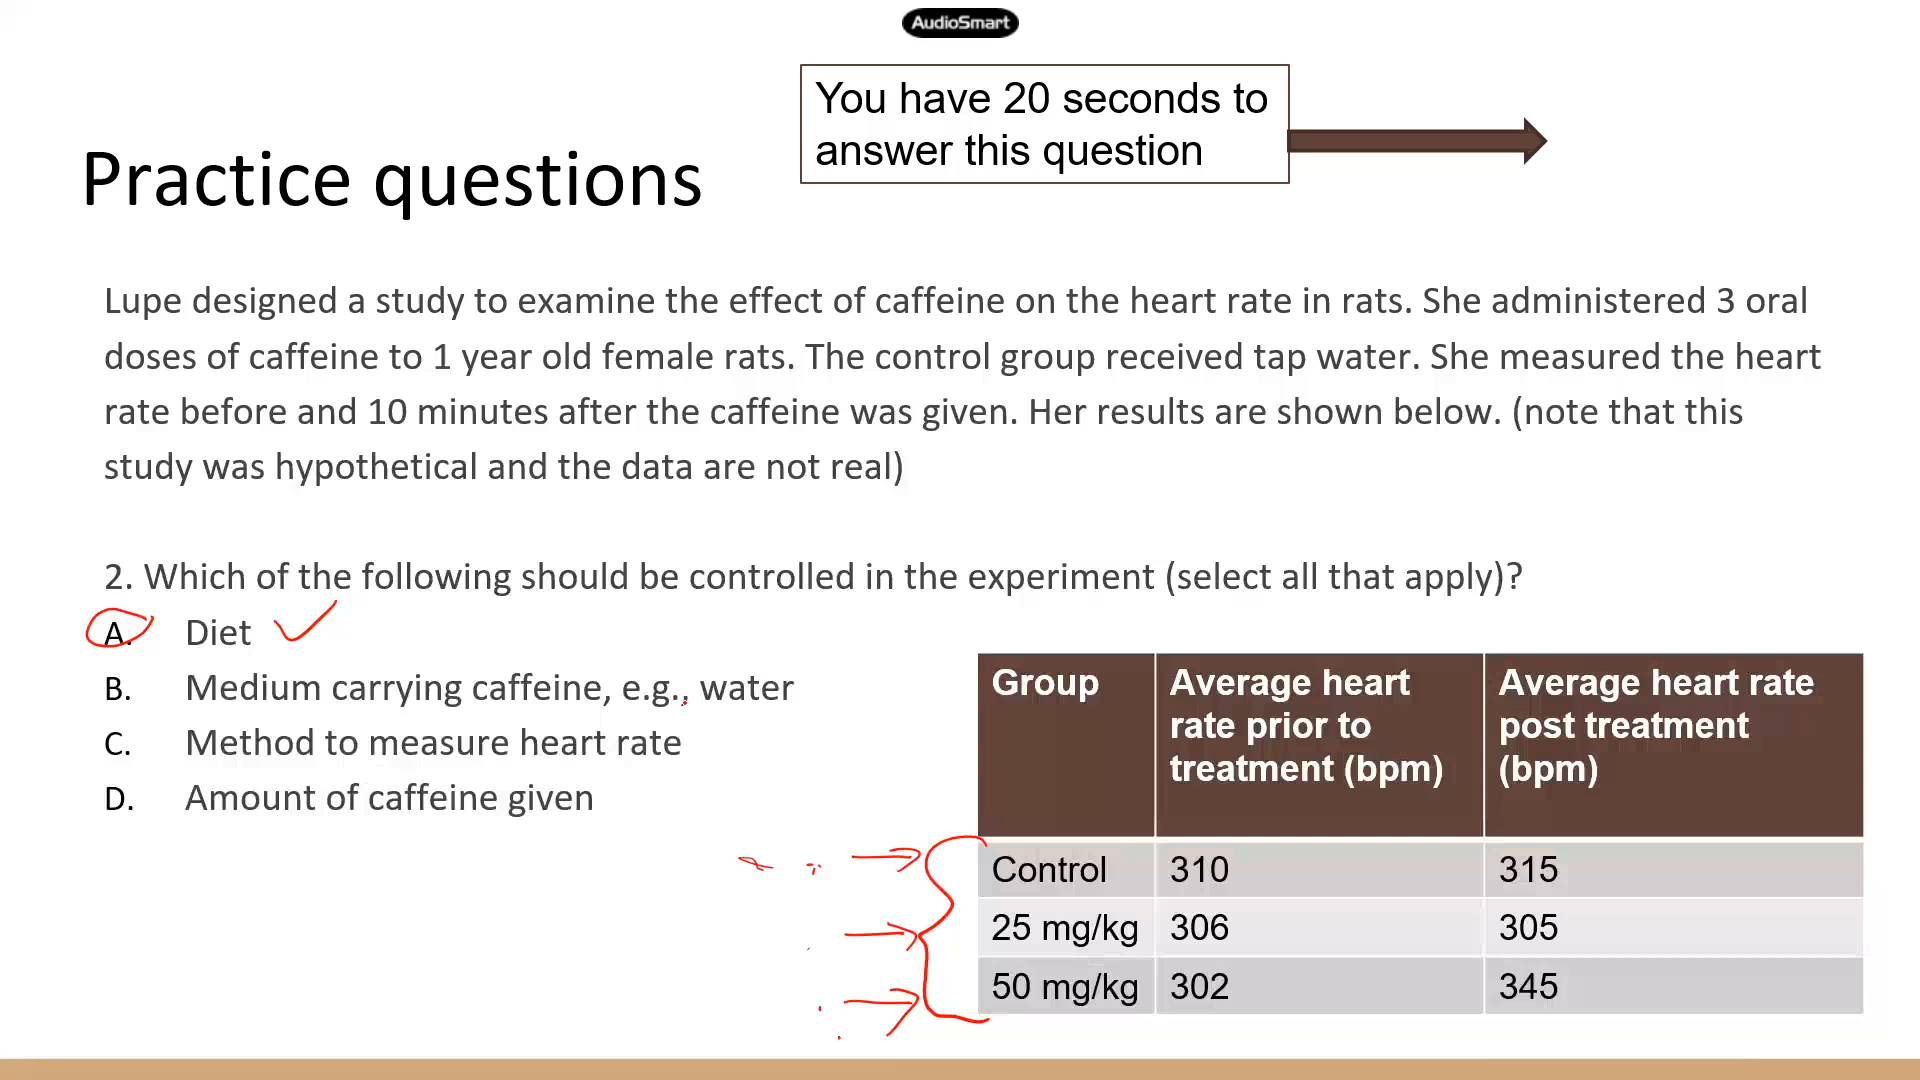 AudioSmart
You have 20 seconds to
answer this question
Practice questions
Lupe designed a study to examine the effect of caffeine on the heart rate in rats. She administered 3 oral
doses of caffeine to 1 year old female rats. The control group received tap water. She measured the heart
rate before and 10 minutes after the caffeine was given. Her results are shown below. (note that this
study was hypothetical and the data are not real)
2. Which of the following should be controlled in the experiment (select all that apply)?
A. Diet
B. Medium carrying caffeine, e.g., water
C. Method to measure heart rate
D. Amount of caffeine given
Group
Average heart
rate prior to
treatment (bpm)
Average heart rate
post treatment
(bpm)
Control 310 315
25 mg/kg 306 305
50 mg/kg 302 345